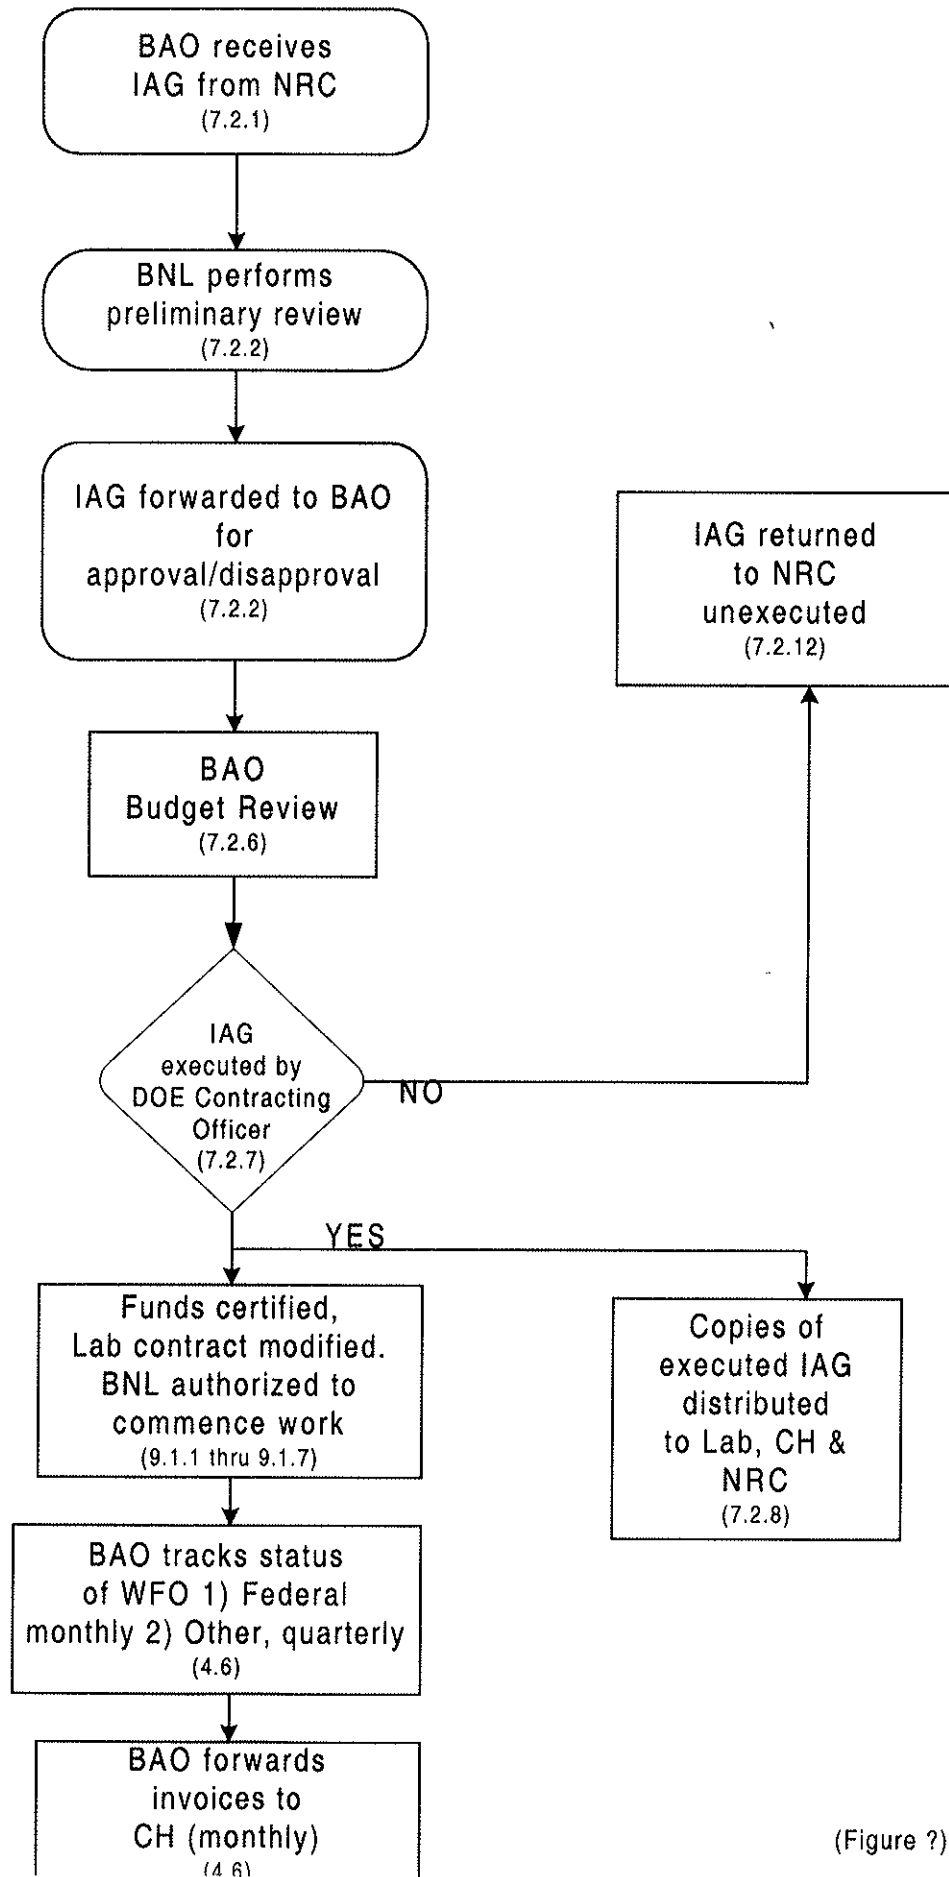 BAO receives
IAG from NRC
(7.2.1)
BNL performs
preliminary review
(7.2.2)
IAG forwarded to BAO
for
approval/disapproval
(7.2.2)
IAG returned
to NRC
unexecuted
(7.2.12)
BAO
Budget Review
(7.2.6)
IAG
executed by
DOE Contracting
Officer
(7.2.7)
NO
YES
Funds certified,
Lab contract modified.
BNL authorized to
commence work
(9.1.1 thru 9.1.7)
Copies of
executed IAG
distributed
to Lab, CH &
NRC
(7.2.8)
BAO tracks status
of WFO 1) Federal
monthly 2) Other, quarterly
(4.6)
BAO forwards
invoices to
CH (monthly)
(4.6)
(Figure ?)